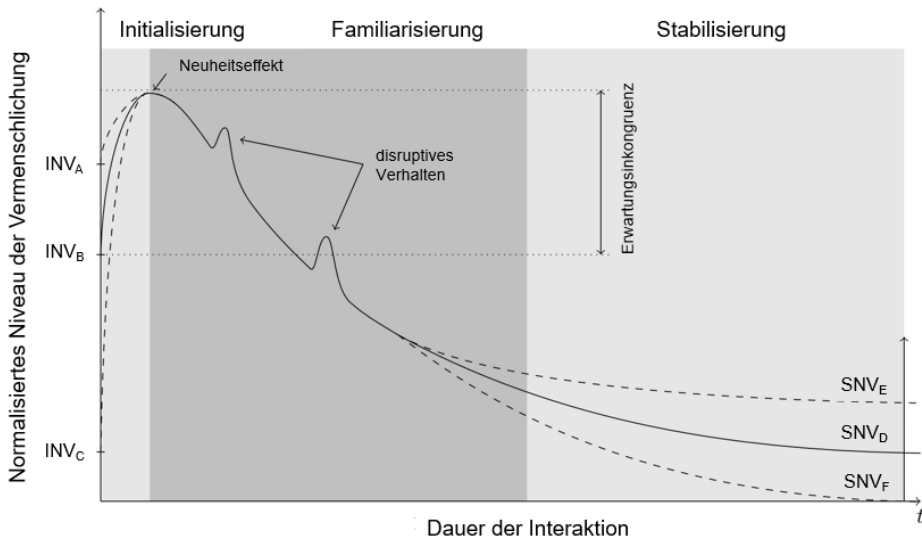 Initialisierung
Familiarisierung
Stabilisierung
Neuheitseffekt
disruptives
Verhalten
Erwartungsinkongruenz
Normalisiertes Niveau der Vermenschlichung
INV_A
INV_B
INV_C
SNV_E
SNV_D
SNV_F
t
Dauer der Interaktion